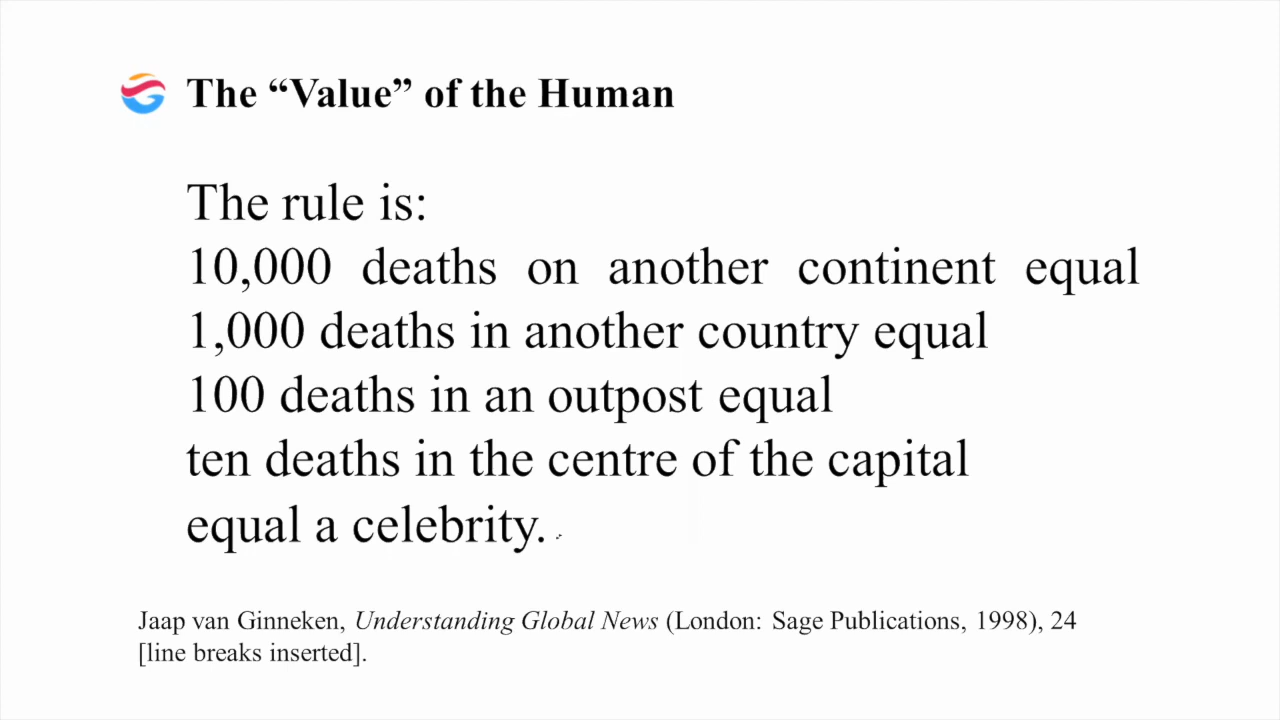 The “Value” of the Human
The rule is:
10,000 deaths on another continent equal
1,000 deaths in another country equal
100 deaths in an outpost equal
ten deaths in the centre of the capital
equal a celebrity.
Jaap van Ginneken, Understanding Global News (London: Sage Publications, 1998), 24
[line breaks inserted].